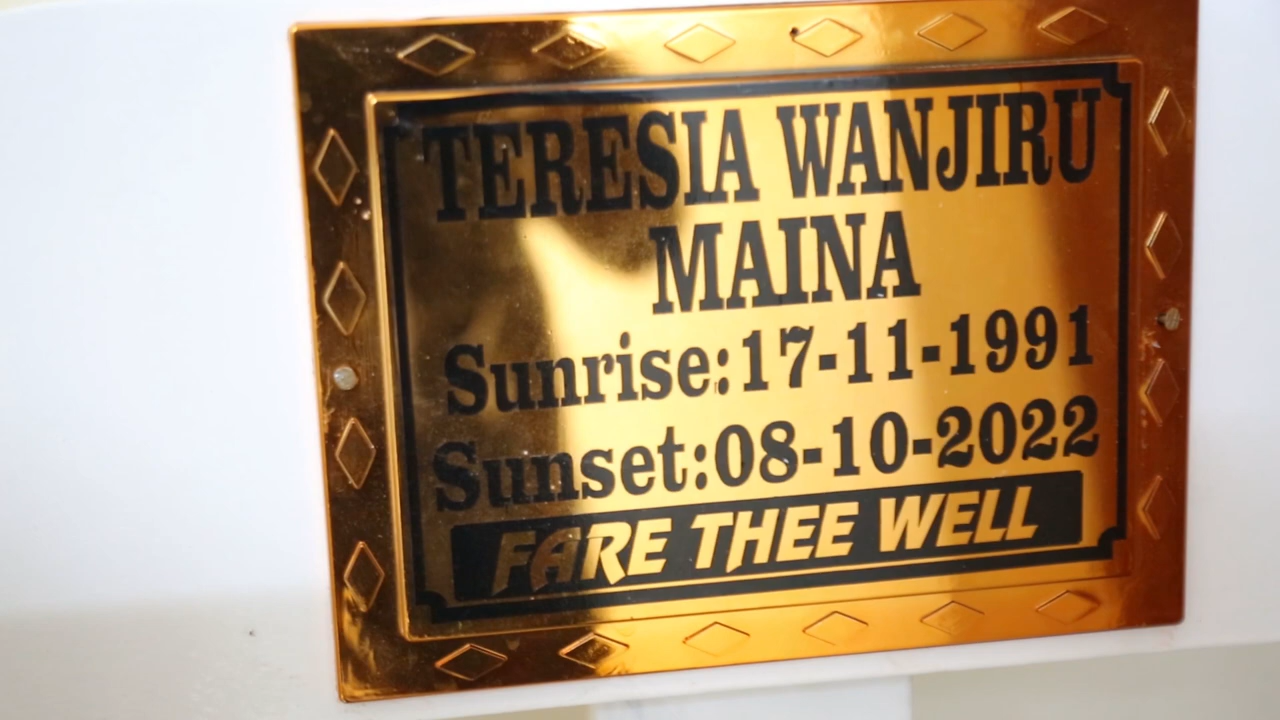 TERESIA WANJIRU
MAINA
Sunrise:17-11-1991
Sunset:08-10-2022
FARE THEE WELL